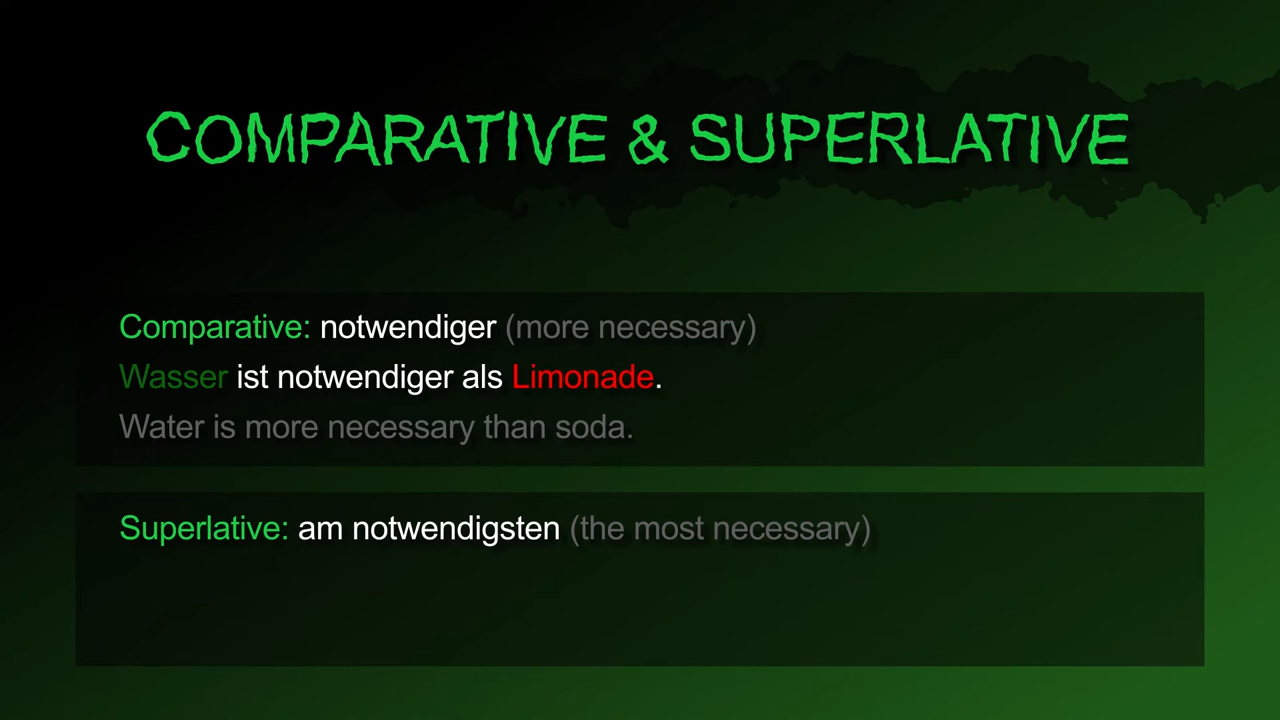 COMPARATIVE & SUPERLATIVE
Comparative: notwendiger (more necessary)
Wasser ist notwendiger als Limonade.
Water is more necessary than soda.
Superlative: am notwendigsten (the most necessary)